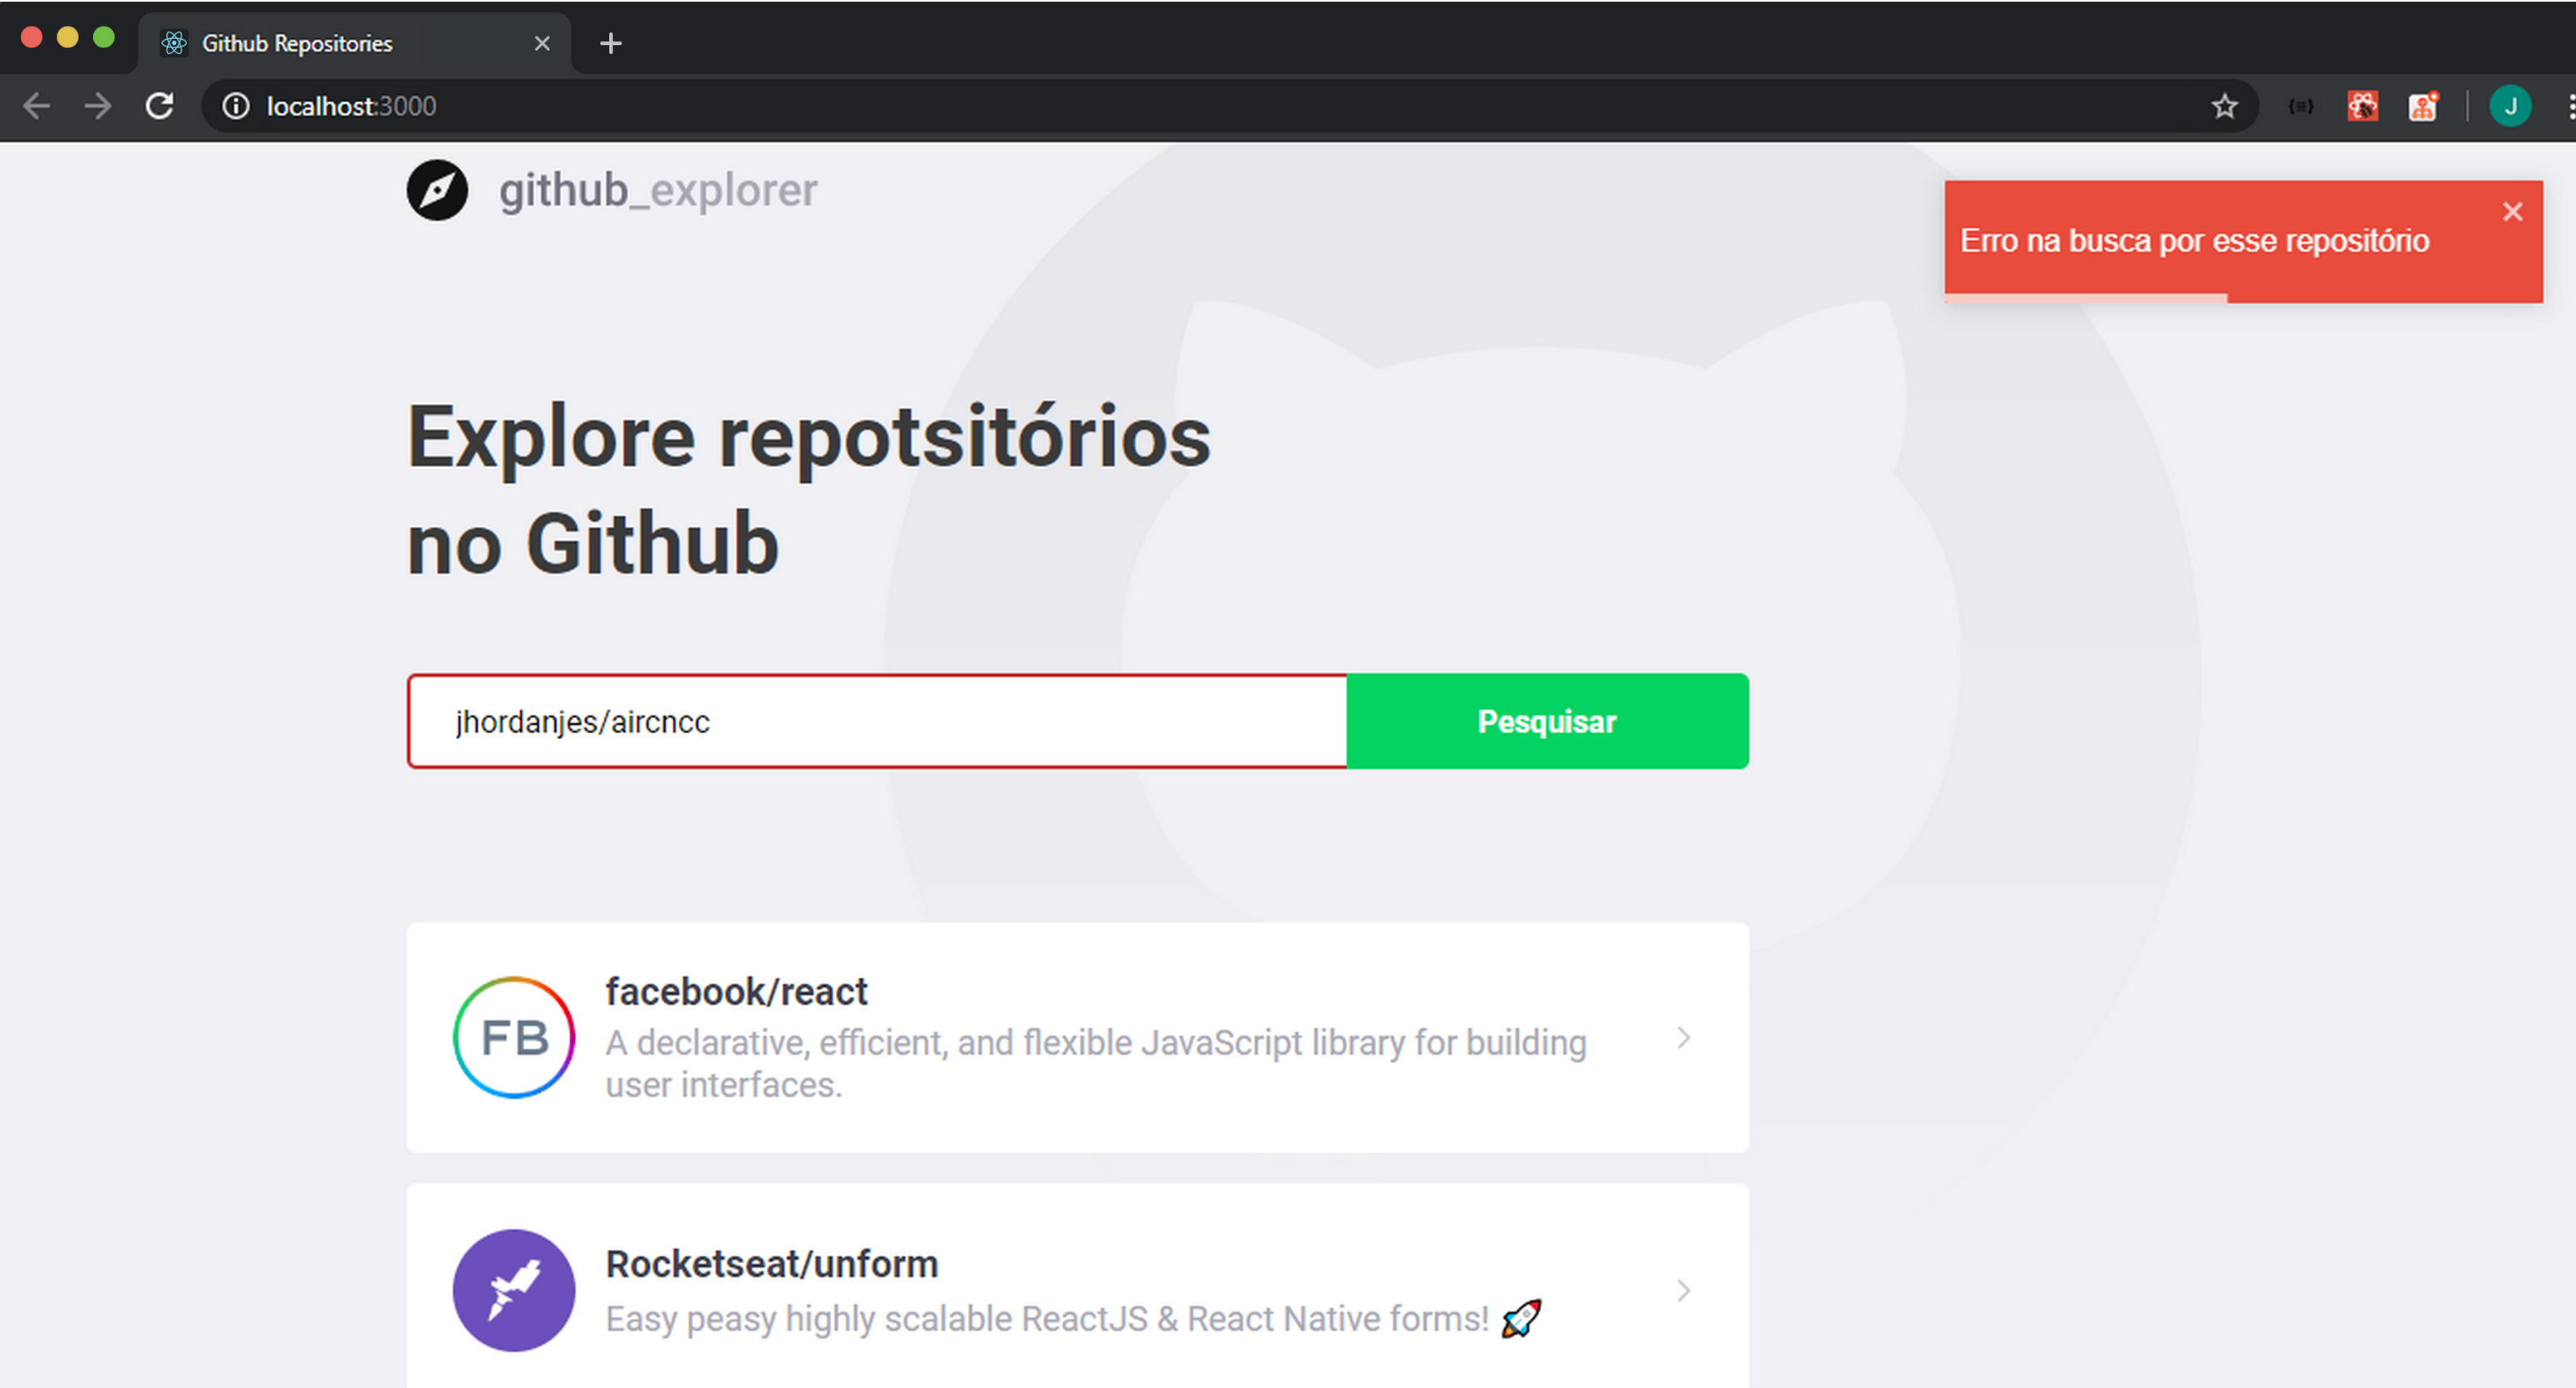 Github Repositories
localhost:3000
J
github_explorer
Erro na busca por esse repositório
Explore repotsitórios
no Github
jhordanjes/aircncc
Pesquisar
FB
facebook/react
A declarative, efficient, and flexible JavaScript library for building
user interfaces.
Rocketseat/unform
Easy peasy highly scalable ReactJS & React Native forms! 🚀